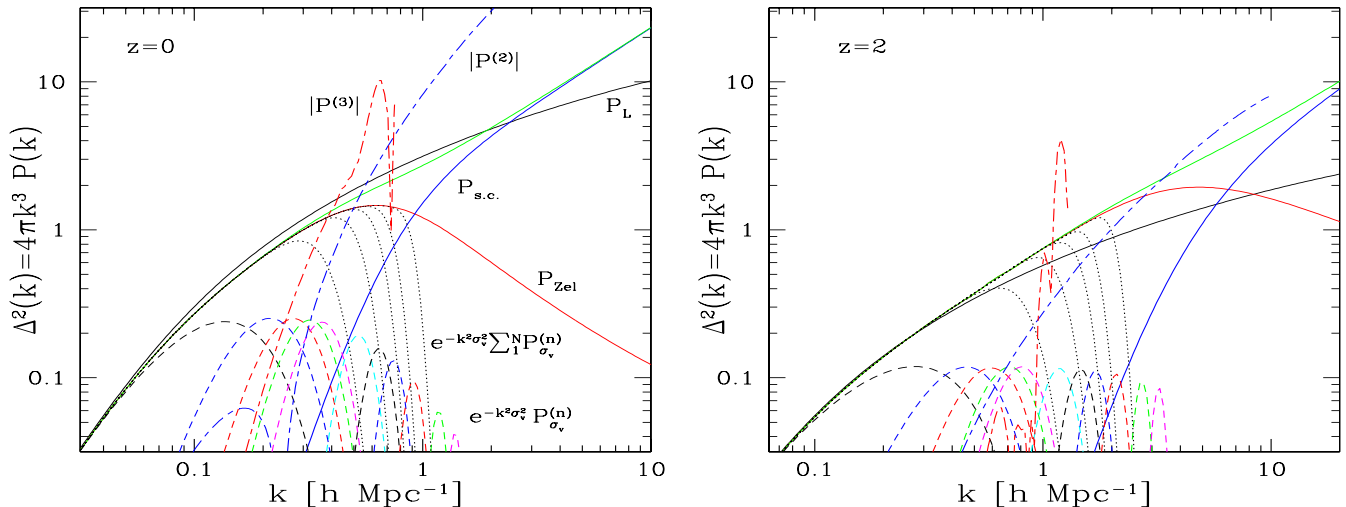 z=0
|P⁽²⁾|
|P⁽³⁾|
P_L
P_s.c.
P_Zel
e^{-k²σ_v²} ∑₁ᴺ P_{σ_v}^{(n)}
e^{-k²σ_v²} P_{σ_v}^{(n)}
10
1
0.1
Δ²(k)=4πk³ P(k)
0.1
1
10
k [h Mpc⁻¹]
z=2
10
1
0.1
Δ²(k)=4πk³ P(k)
0.1
1
10
k [h Mpc⁻¹]